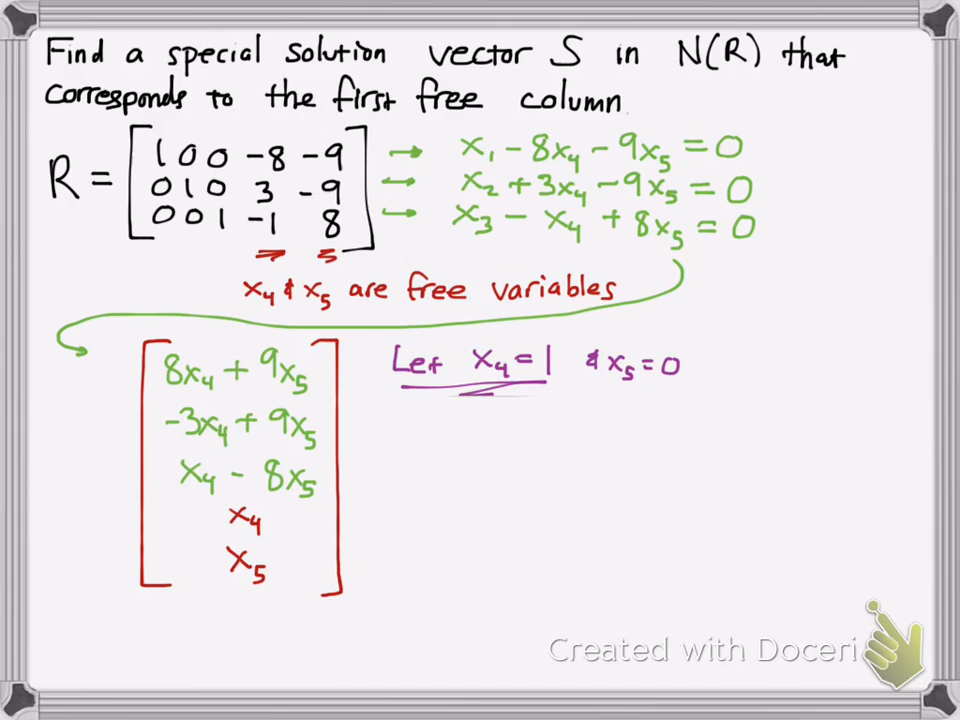 Find a special solution vector S in N(R) that
corresponds to the first free column
R = [1 0 0 -8 -9 → x₁ - 8x₄ - 9x₅ = 0
0 1 0 3 -9 → x₂ + 3x₄ - 9x₅ = 0
0 0 1 -1 8] → x₃ - x₄ + 8x₅ = 0
x₄ & x₅ are free variables
[8x₄ + 9x₅ Let x₄ = 1 & x₅ = 0
-3x₄ + 9x₅
x₄ - 8x₅
x₄
x₅]
Created with Doceri